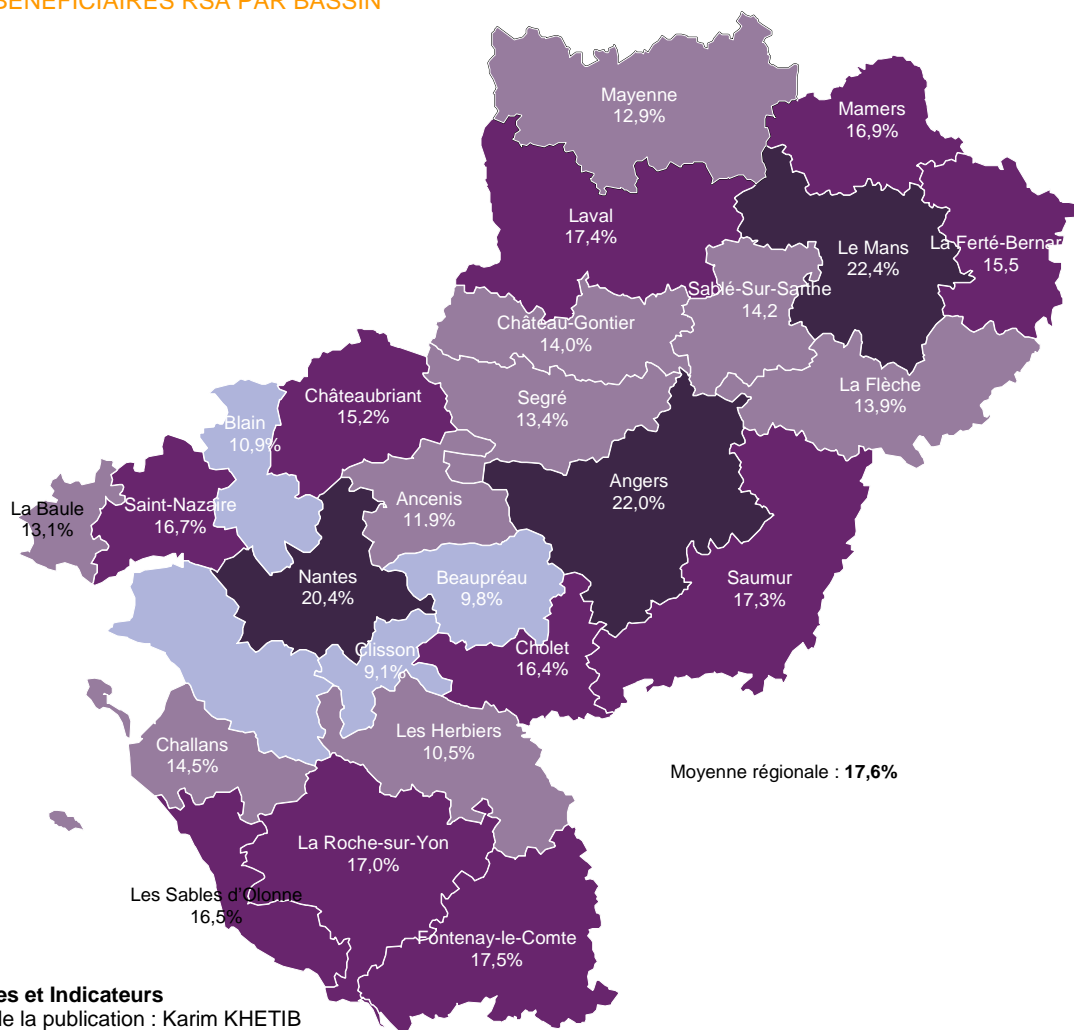 BÉNÉFICIAIRES RSA PAR BASSIN
Mayenne
12,9%
Mamers
16,9%
Laval
17,4%
Le Mans
22,4%
La Ferté-Bernar
15,5
Sablé-Sur-Sarthe
14,2
Château-Gontier
14,0%
La Flèche
13,9%
Segré
13,4%
Châteaubriant
15,2%
Blain
10,9%
Angers
22,0%
Ancenis
11.9%
La Baule
13,1%
Saint-Nazaire
16,7%
Nantes
20,4%
Beaupréau
9,8%
Saumur
17,3%
Clisson
9,1%
Cholet
16,4%
Les Herbiers
10,5%
Challans
14,5%
Moyenne régionale : 17,6%
La Roche-sur-Yon
17,0%
Les Sables d'Olonne
16,5%
Fontenay-le-Comte
17,5%
es et Indicateurs
de la publication : Karim KHETIB